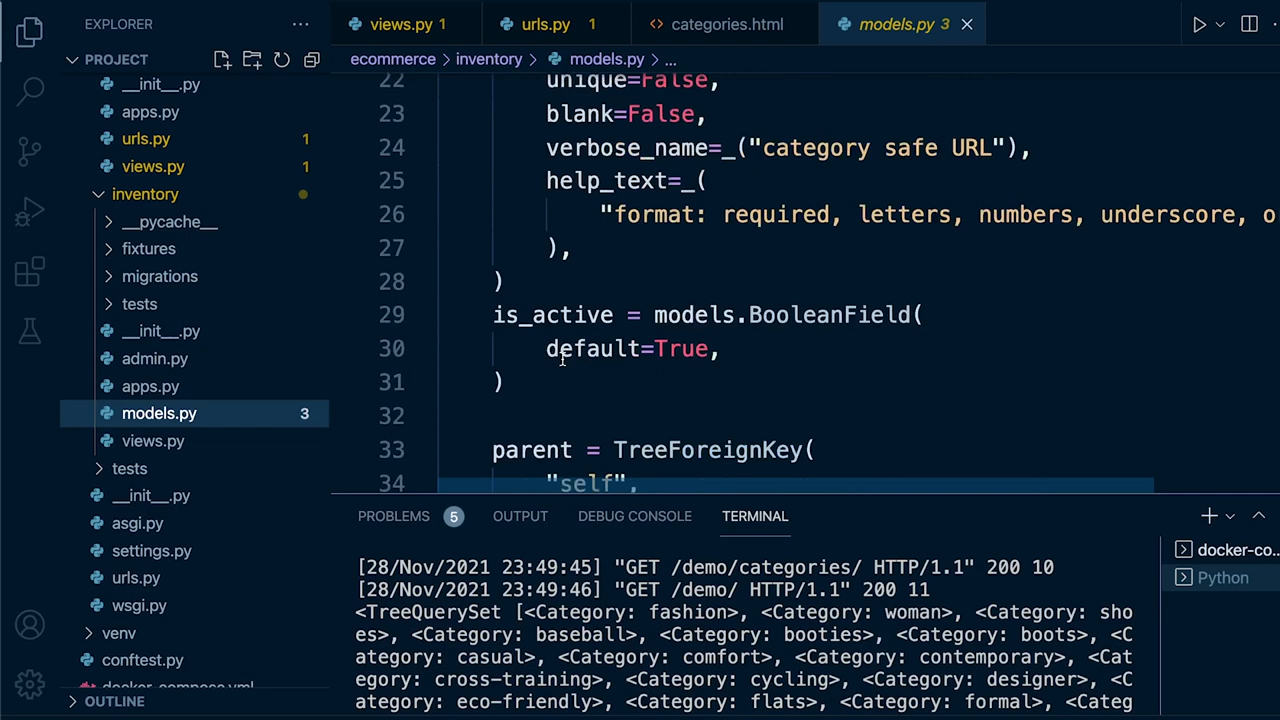 EXPLORER
PROJECT
__init__.py
apps.py
urls.py 1
views.py 1
inventory
__pycache__
fixtures
migrations
tests
__init__.py
admin.py
apps.py
models.py 3
views.py
tests
__init__.py
asgi.py
settings.py
urls.py
wsgi.py
venv
conftest.py
docker_compose.yml
OUTLINE
views.py 1
urls.py 1
categories.html
models.py 3
ecommerce > inventory > models.py > ...
22 unique=False,
23 blank=False,
24 verbose_name=_("category safe URL"),
25 help_text=_(
26 "format: required, letters, numbers, underscore, o
27 ),
28 )
29 is_active = models.BooleanField(
30 default=True,
31 )
32
33 parent = TreeForeignKey(
34 "self",
PROBLEMS 5 OUTPUT DEBUG CONSOLE TERMINAL
[28/Nov/2021 23:49:45] "GET /demo/categories/ HTTP/1.1" 200 10
[28/Nov/2021 23:49:46] "GET /demo/ HTTP/1.1" 200 11
<TreeQuerySet [<Category: fashion>, <Category: woman>, <Category: sho
es>, <Category: baseball>, <Category: booties>, <Category: boots>, <C
ategory: casual>, <Category: comfort>, <Category: contemporary>, <Cat
egory: cross-training>, <Category: cycling>, <Category: designer>, <C
ategory: eco-friendly>, <Category: flats>, <Category: formal>, <Categ
docker-co...
Python